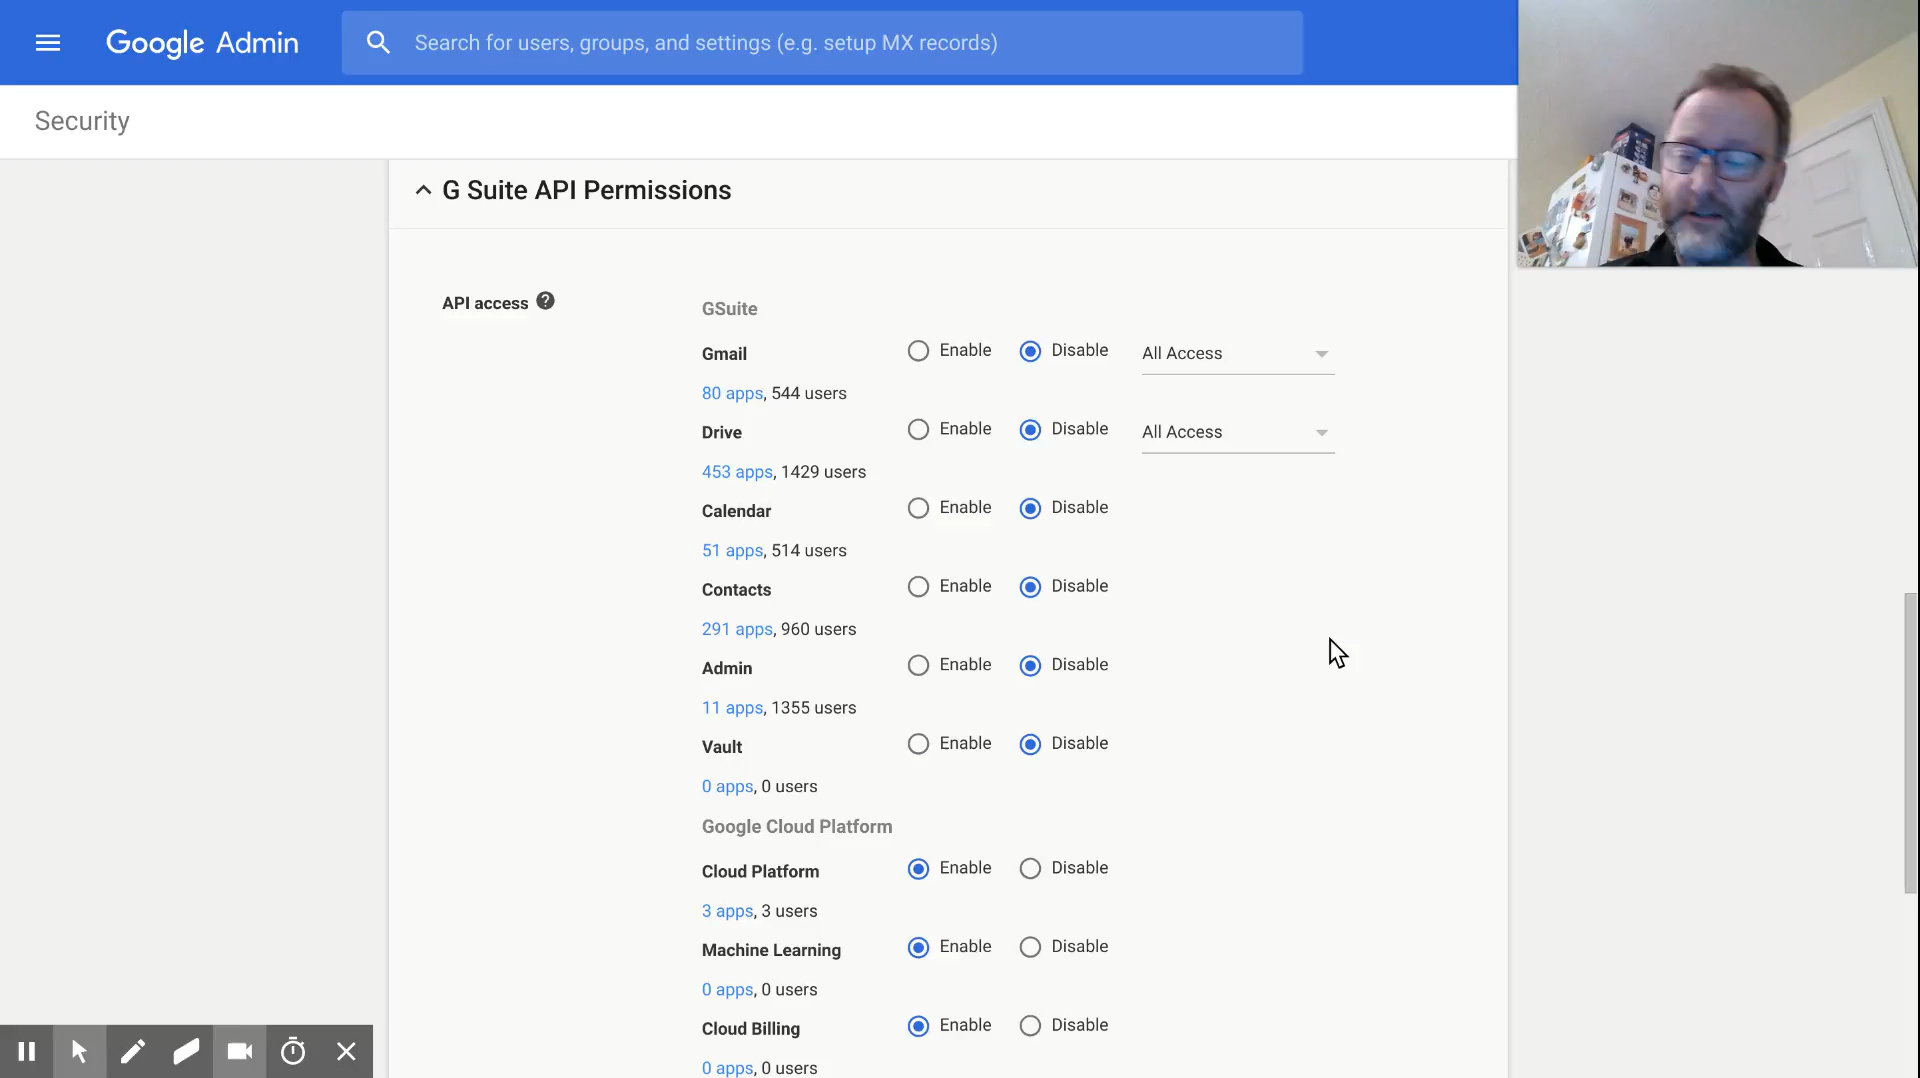 Google Admin
Search for users, groups, and settings (e.g. setup MX records)
Security
G Suite API Permissions
API access
GSuite
Gmail Enable Disable All Access
80 apps, 544 users
Drive Enable Disable All Access
453 apps, 1429 users
Calendar Enable Disable
51 apps, 514 users
Contacts Enable Disable
291 apps, 960 users
Admin Enable Disable
11 apps, 1355 users
Vault Enable Disable
0 apps, 0 users
Google Cloud Platform
Cloud Platform Enable Disable
3 apps, 3 users
Machine Learning Enable Disable
0 apps, 0 users
Cloud Billing Enable Disable
0 apps, 0 users